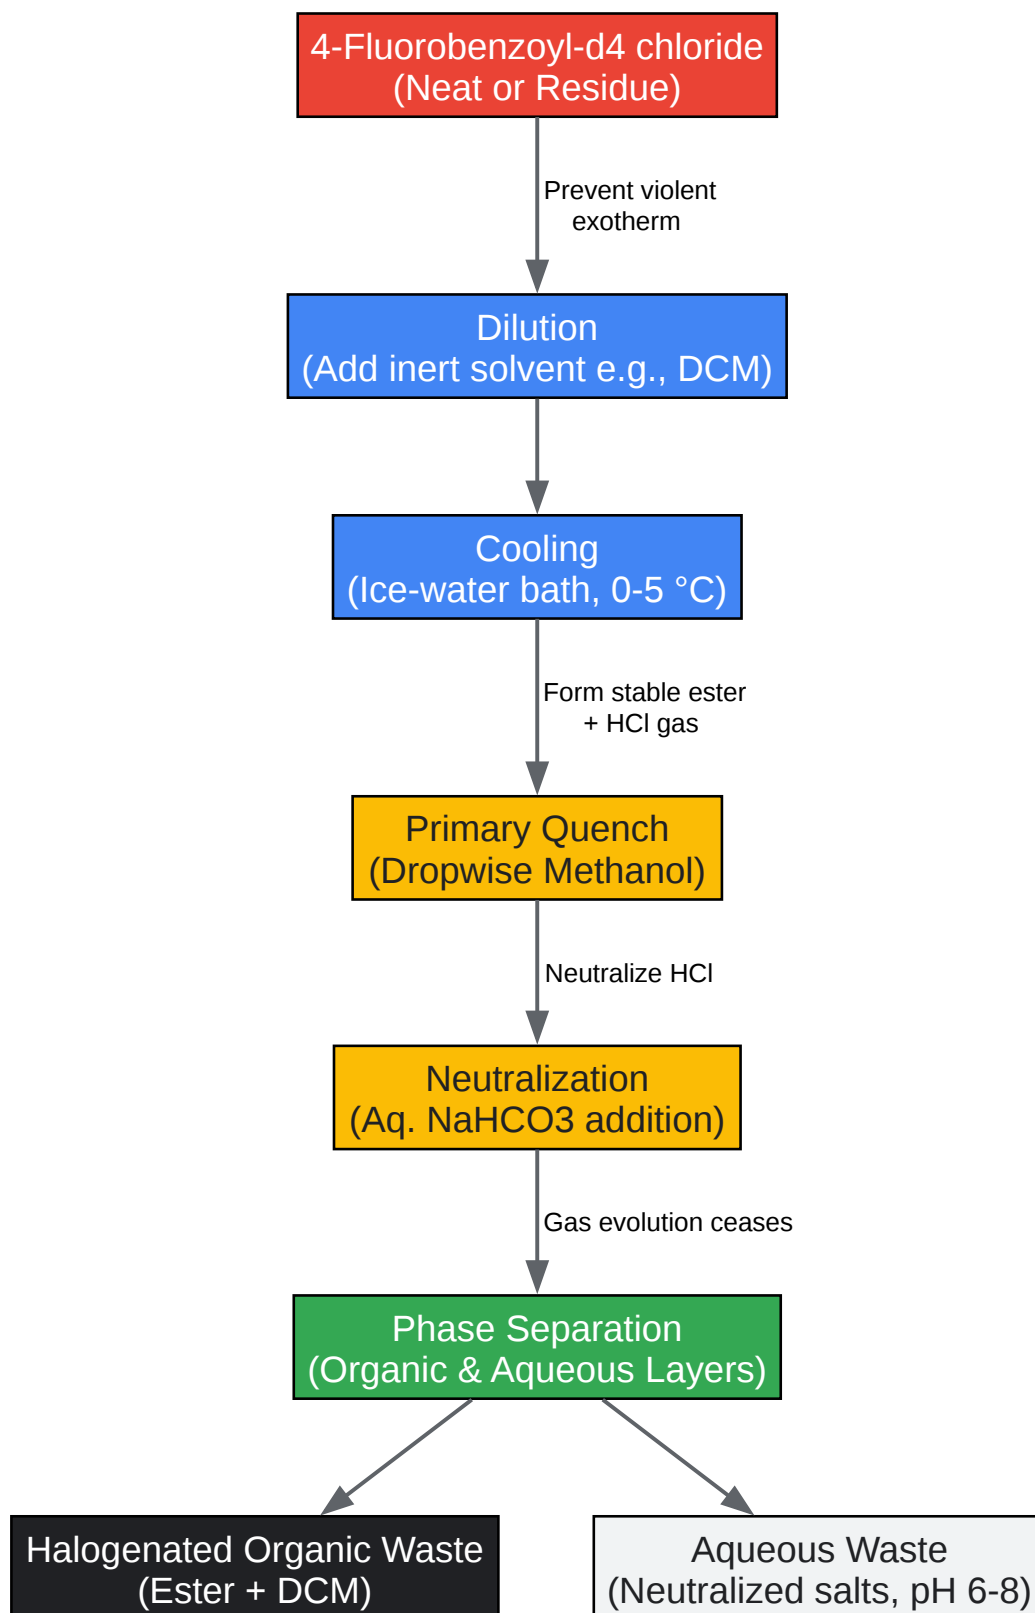 4-Fluorobenzoyl-d4 chloride
(Neat or Residue)
Prevent violent
exotherm
Dilution
(Add inert solvent e.g., DCM)
Cooling
(Ice-water bath, 0-5 °C)
Form stable ester
+ HCl gas
Primary Quench
(Dropwise Methanol)
Neutralize HCl
Neutralization
(Aq. NaHCO3 addition)
Gas evolution ceases
Phase Separation
(Organic & Aqueous Layers)
Halogenated Organic Waste
(Ester + DCM)
Aqueous Waste
(Neutralized salts, pH 6-8)